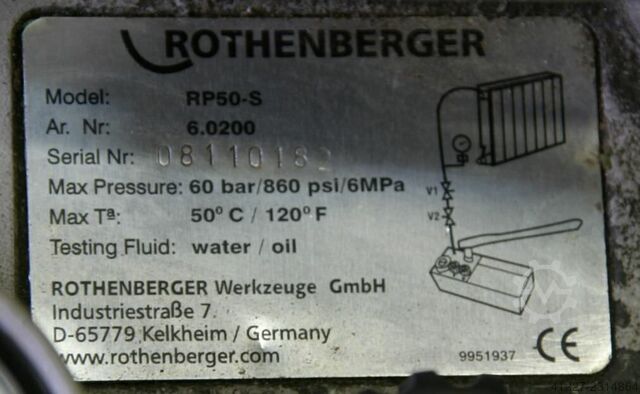 ROTHENBERGER
Model: RP50-S
Ar. Nr: 6.0200
Serial Nr: 08110182
Max Pressure: 60 bar/860 psi/6MPa
Max Tª: 50° C / 120° F
Testing Fluid: water / oil
V1
V2
ROTHENBERGER Werkzeuge GmbH
Industriestraße 7
D-65779 Kelkheim / Germany
www.rothenberger.com
9951937
CE